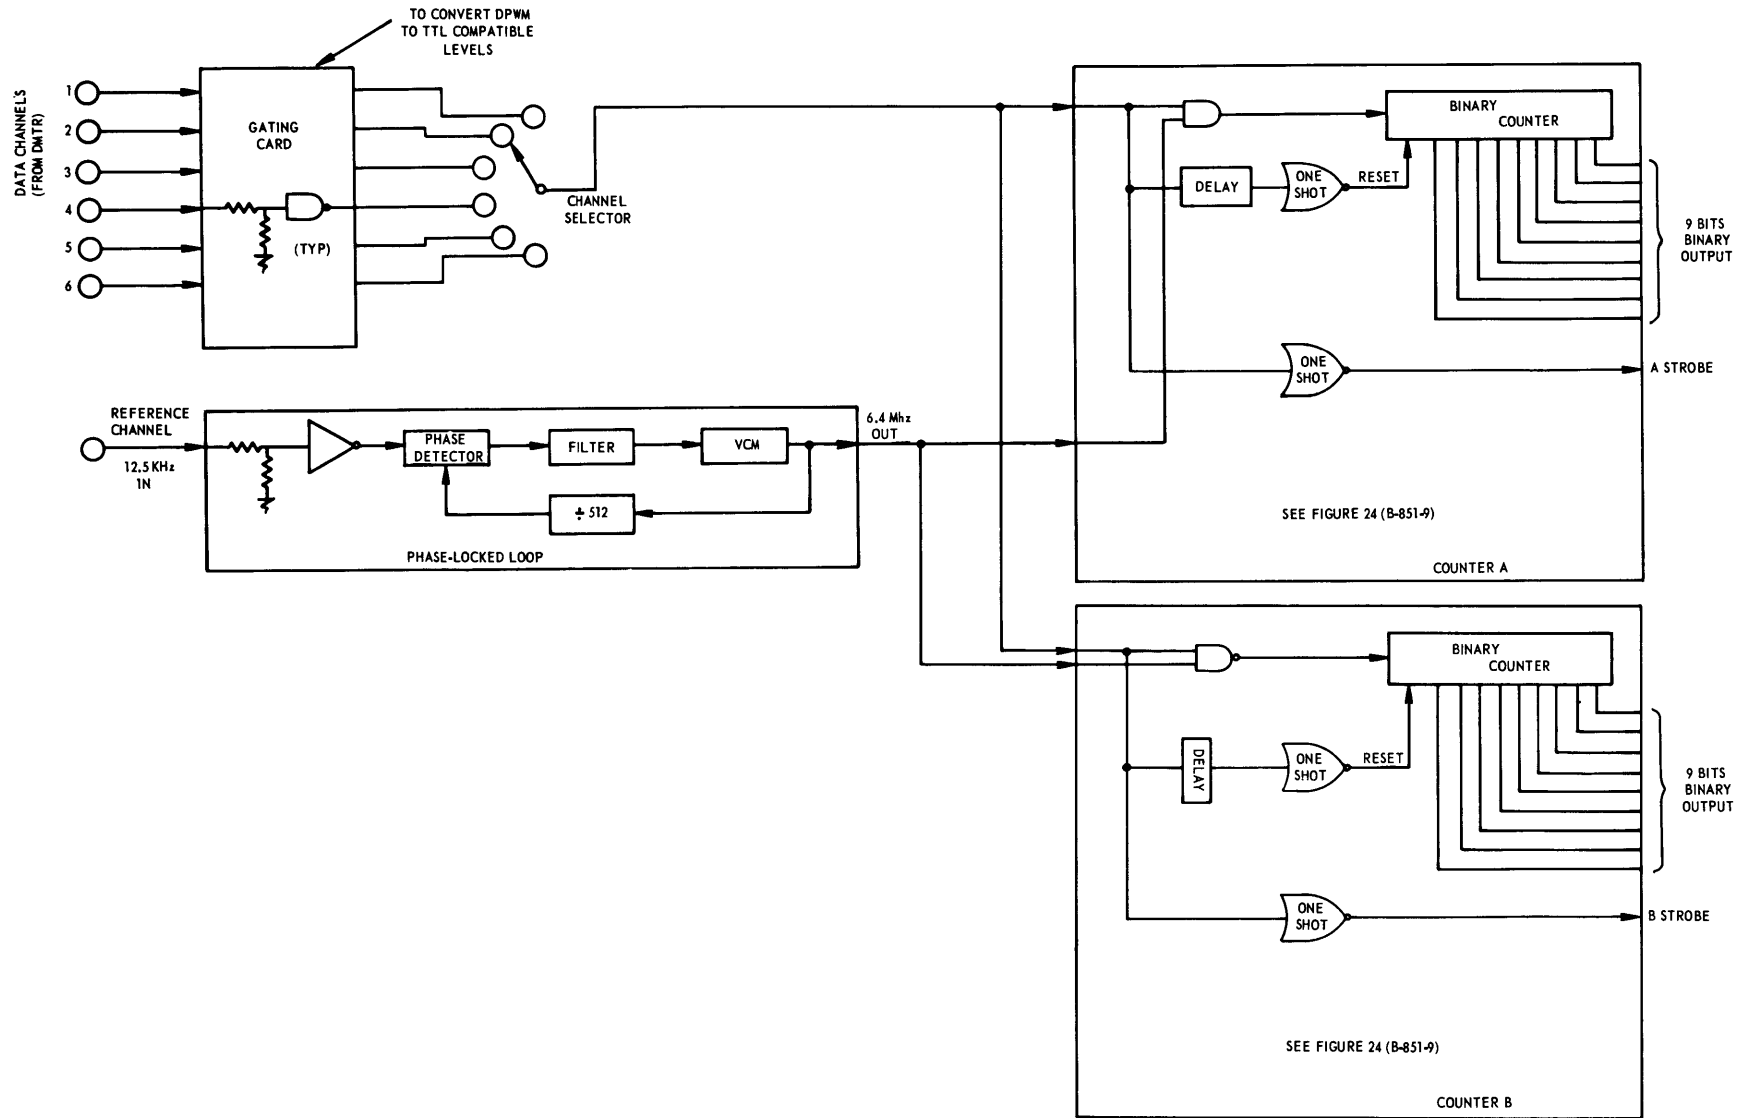 TO CONVERT DPWM
TO TTL COMPATIBLE
LEVELS
DATA CHANNELS
(FROM DMTR)
1
2
3
4
5
6
GATING
CARD
(TYP)
CHANNEL
SELECTOR
REFERENCE
CHANNEL
12.5 KHz
IN
PHASE
DETECTOR
FILTER
VCM
÷ 512
PHASE-LOCKED LOOP
6.4 Mhz
OUT
BINARY
COUNTER
DELAY
ONE
SHOT
RESET
9 BITS
BINARY
OUTPUT
ONE
SHOT
A STROBE
SEE FIGURE 24 (B-851-9)
COUNTER A
BINARY
COUNTER
DELAY
ONE
SHOT
RESET
9 BITS
BINARY
OUTPUT
ONE
SHOT
B STROBE
SEE FIGURE 24 (B-851-9)
COUNTER B